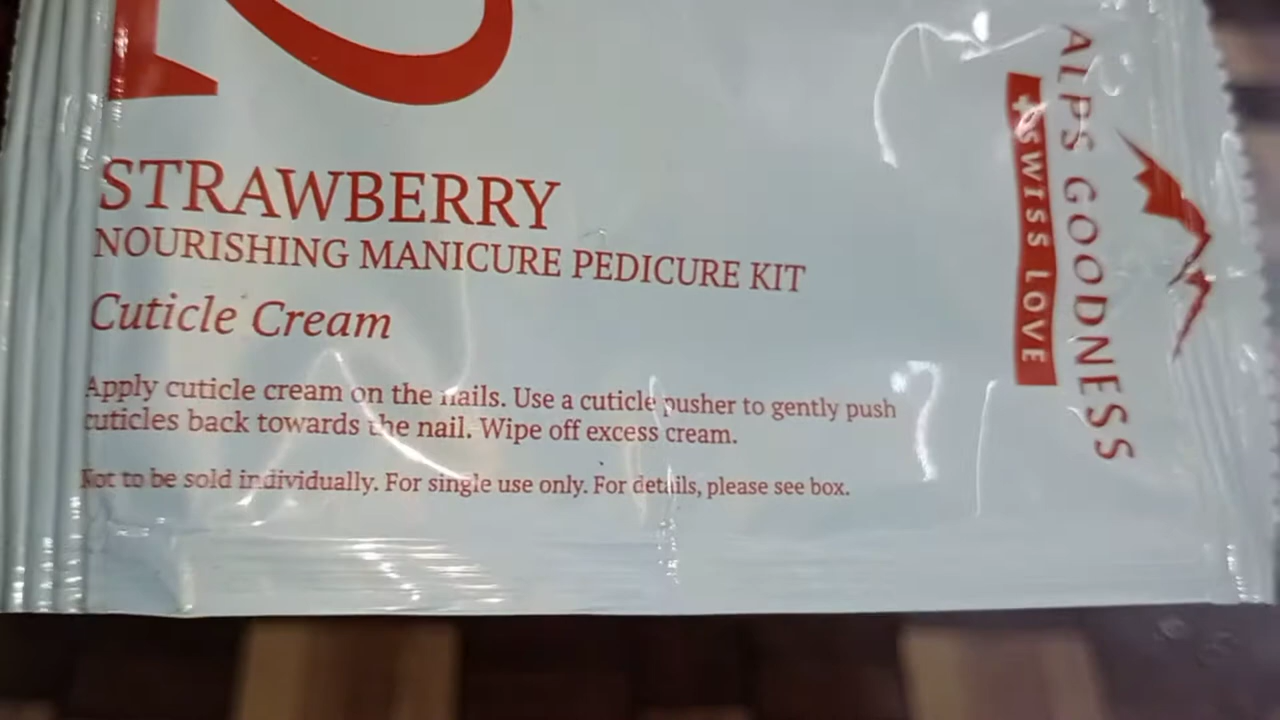 STRAWBERRY
NOURISHING MANICURE PEDICURE KIT
Cuticle Cream
Apply cuticle cream on the nails. Use a cuticle pusher to gently push
cuticles back towards the nail. Wipe off excess cream.
Not to be sold individually. For single use only. For details, please see box.
ALPS GOODNESS
SWISS LOVE